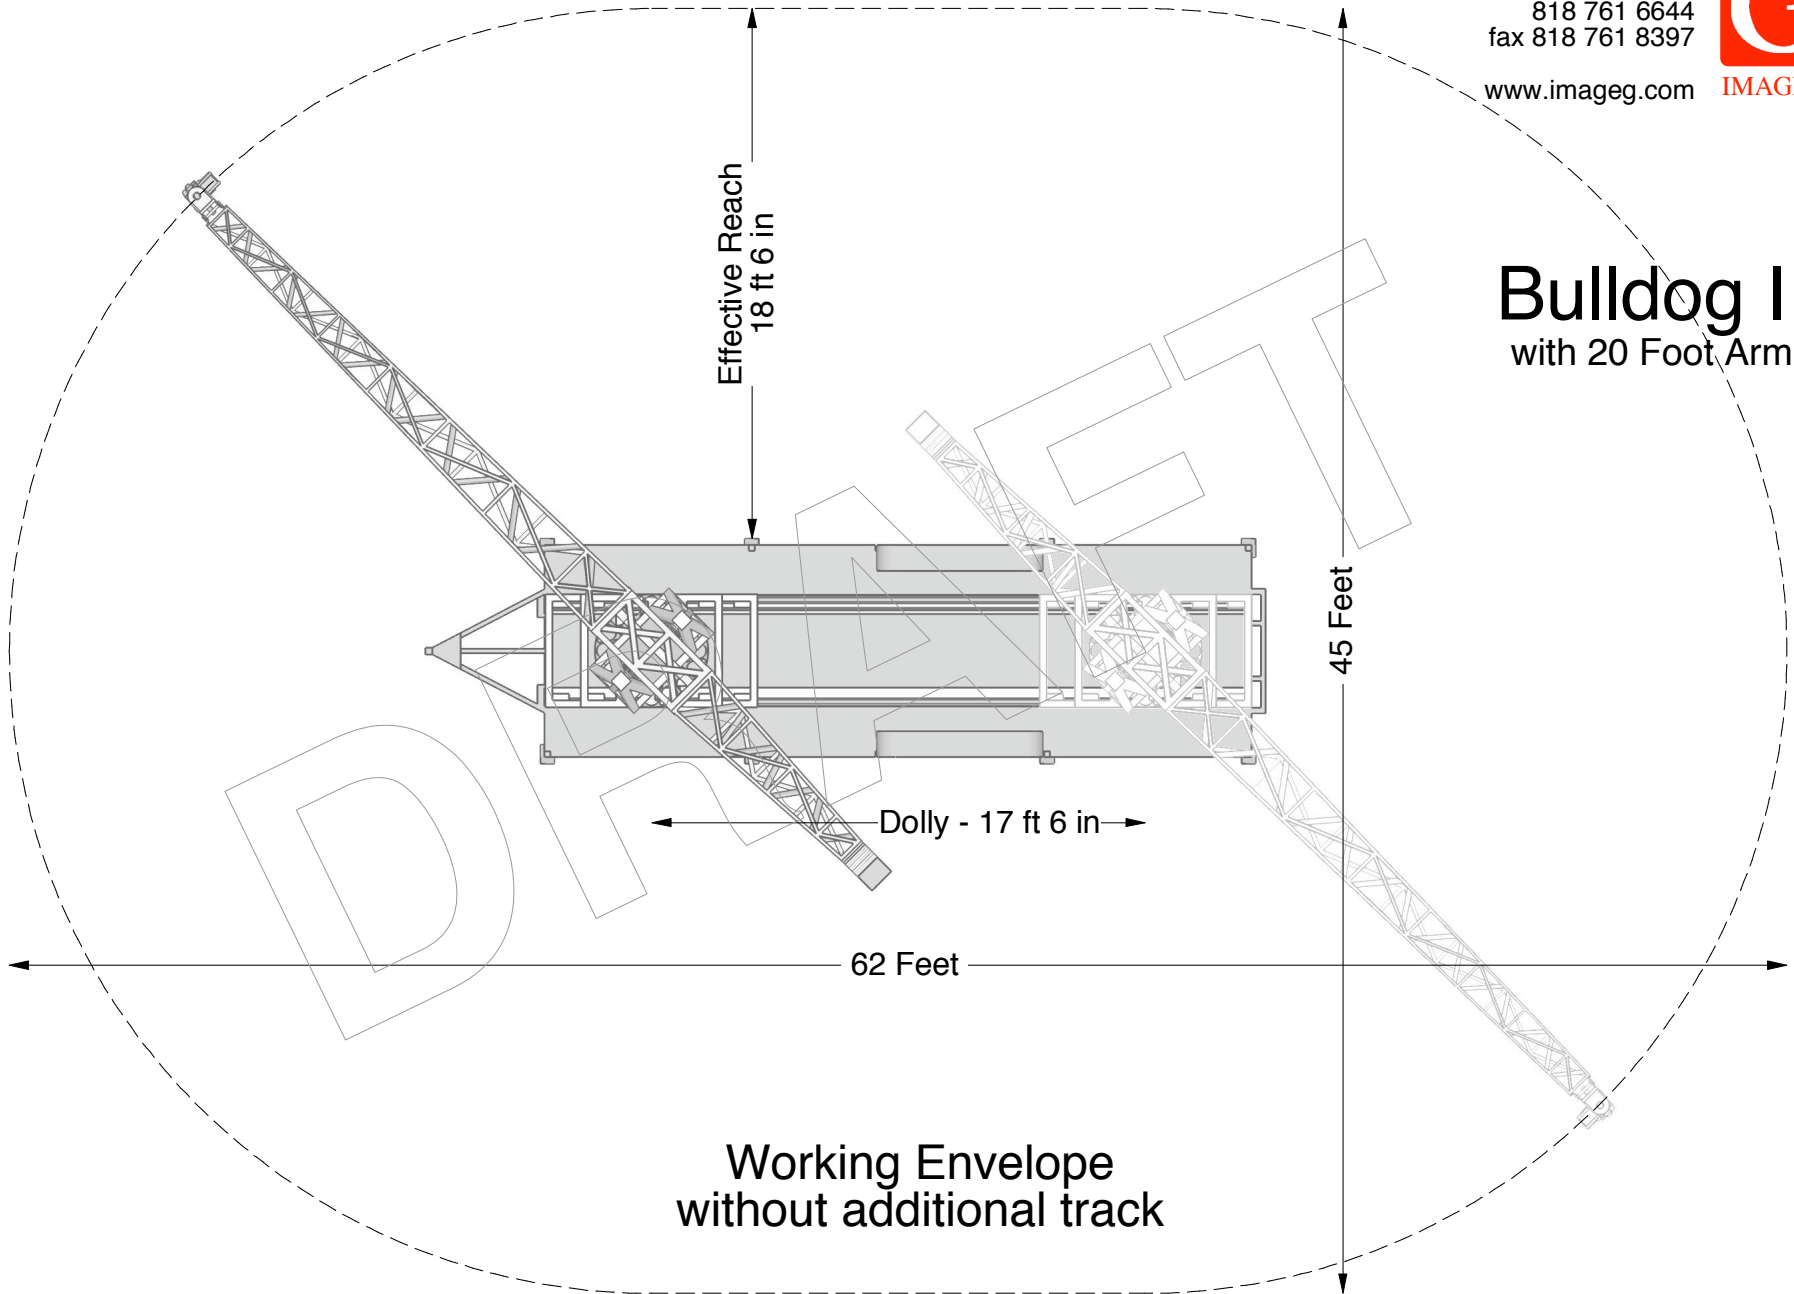 818 761 6644
fax 818 761 8397
www.imageg.com
Effective Reach
18 ft 6 in
Bulldog I
with 20 Foot Arm
DRAFT
45 Feet
Dolly - 17 ft 6 in
62 Feet
Working Envelope
without additional track